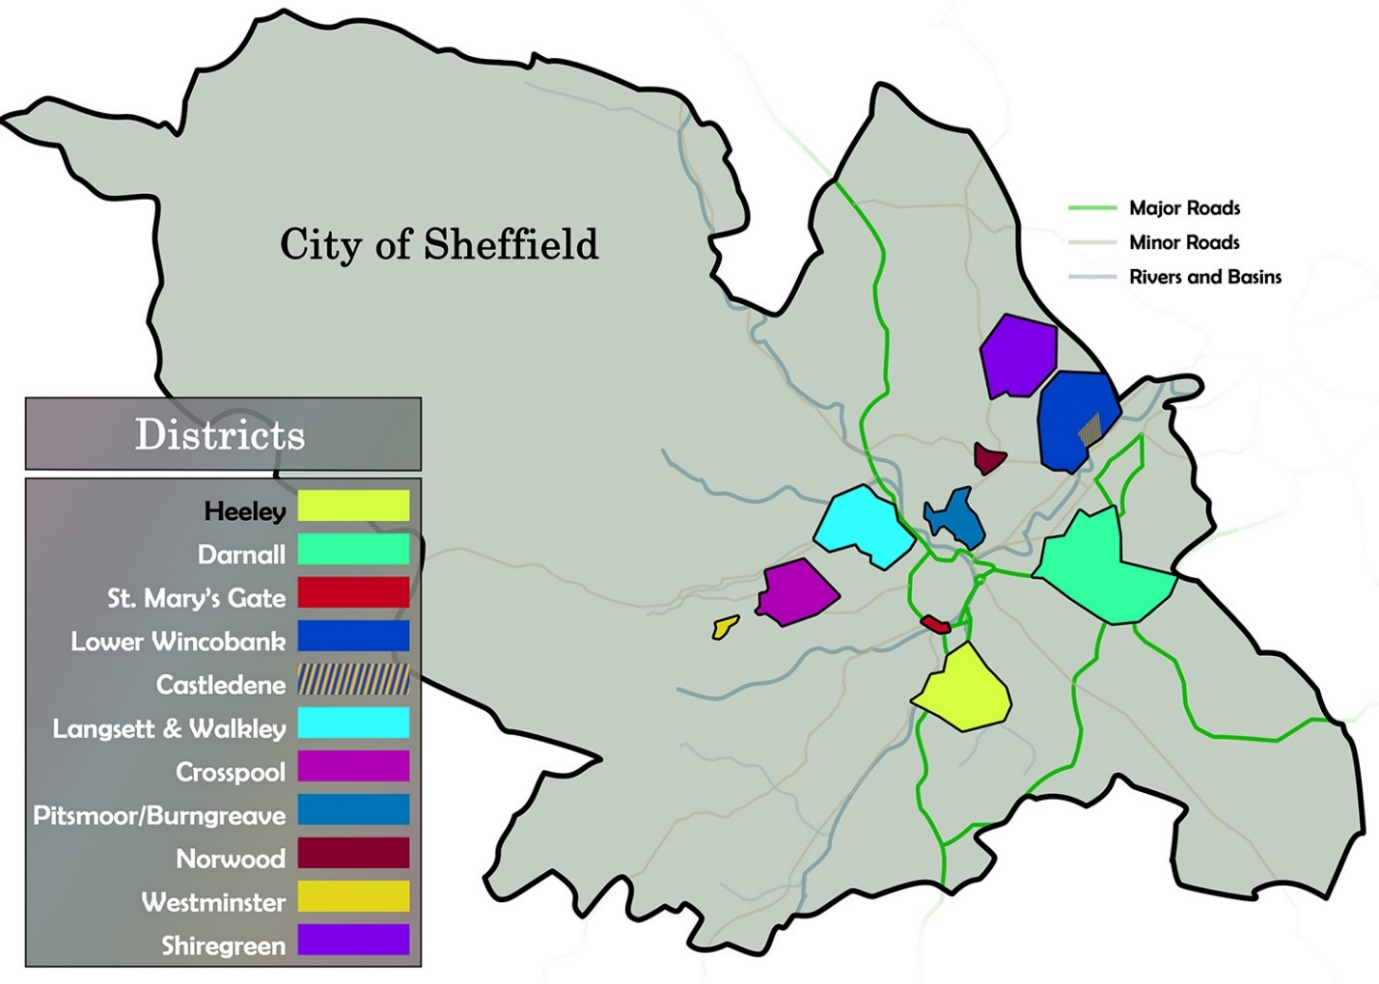 City of Sheffield
Major Roads
Minor Roads
Rivers and Basins
Districts
Heeley
Darnall
St. Mary's Gate
Lower Wincobank
Castledene
Langsett & Walkley
Crosspool
Pitsmoor/Burngreave
Norwood
Westminster
Shiregreen